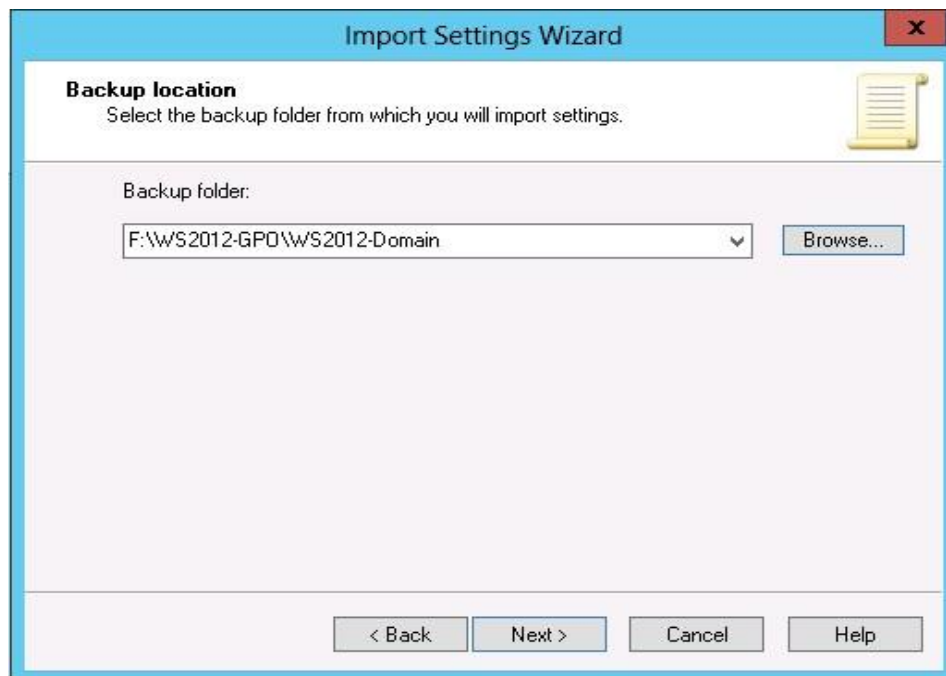 Import Settings Wizard
x
Backup location
Select the backup folder from which you will import settings.
Backup folder:
F:\WS2012-GPO\WS2012-Domain
Browse...
< Back
Next >
Cancel
Help